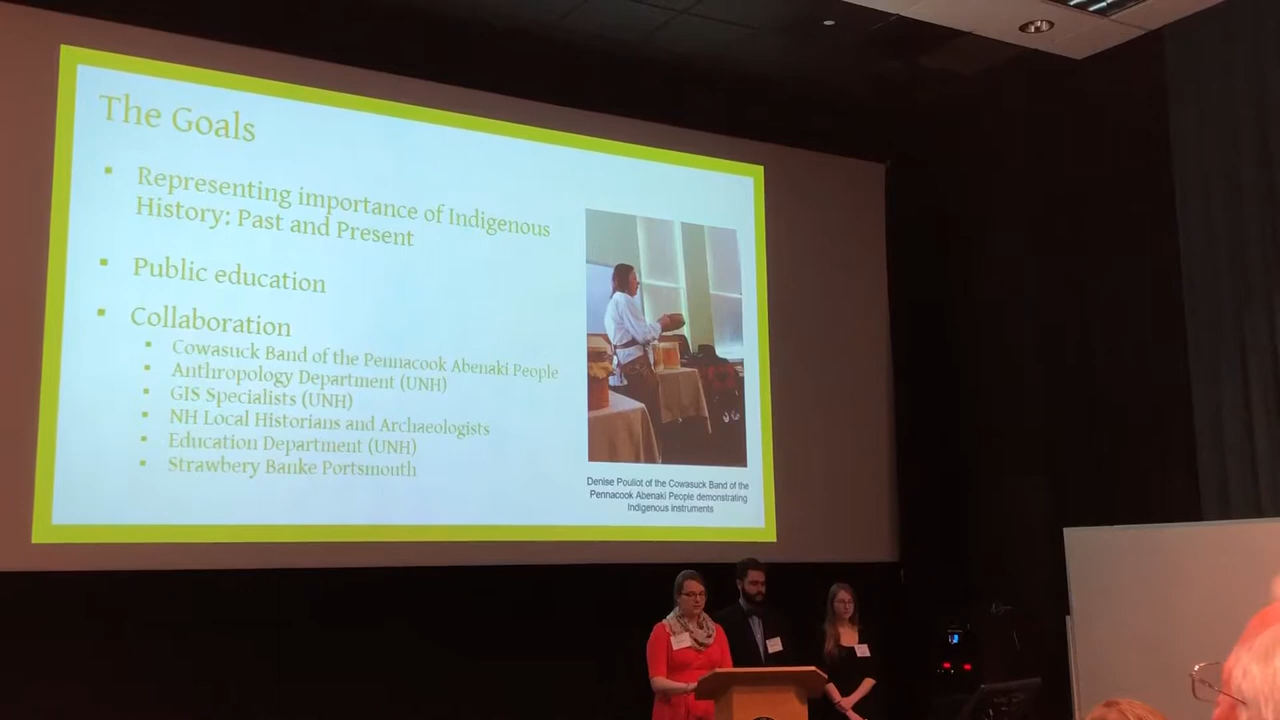 The Goals
Representing importance of Indigenous
History: Past and Present
Public education
Collaboration
Cowasuck Band of the Pennacook Abenaki People
Anthropology Department (UNH)
GIS Specialists (UNH)
NH Local Historians and Archaeologists
Education Department (UNH)
Strawbery Banke Portsmouth
Denise Pouliot of the Cowasuck Band of the
Pennacook Abenaki People demonstrating
Indigenous Instruments